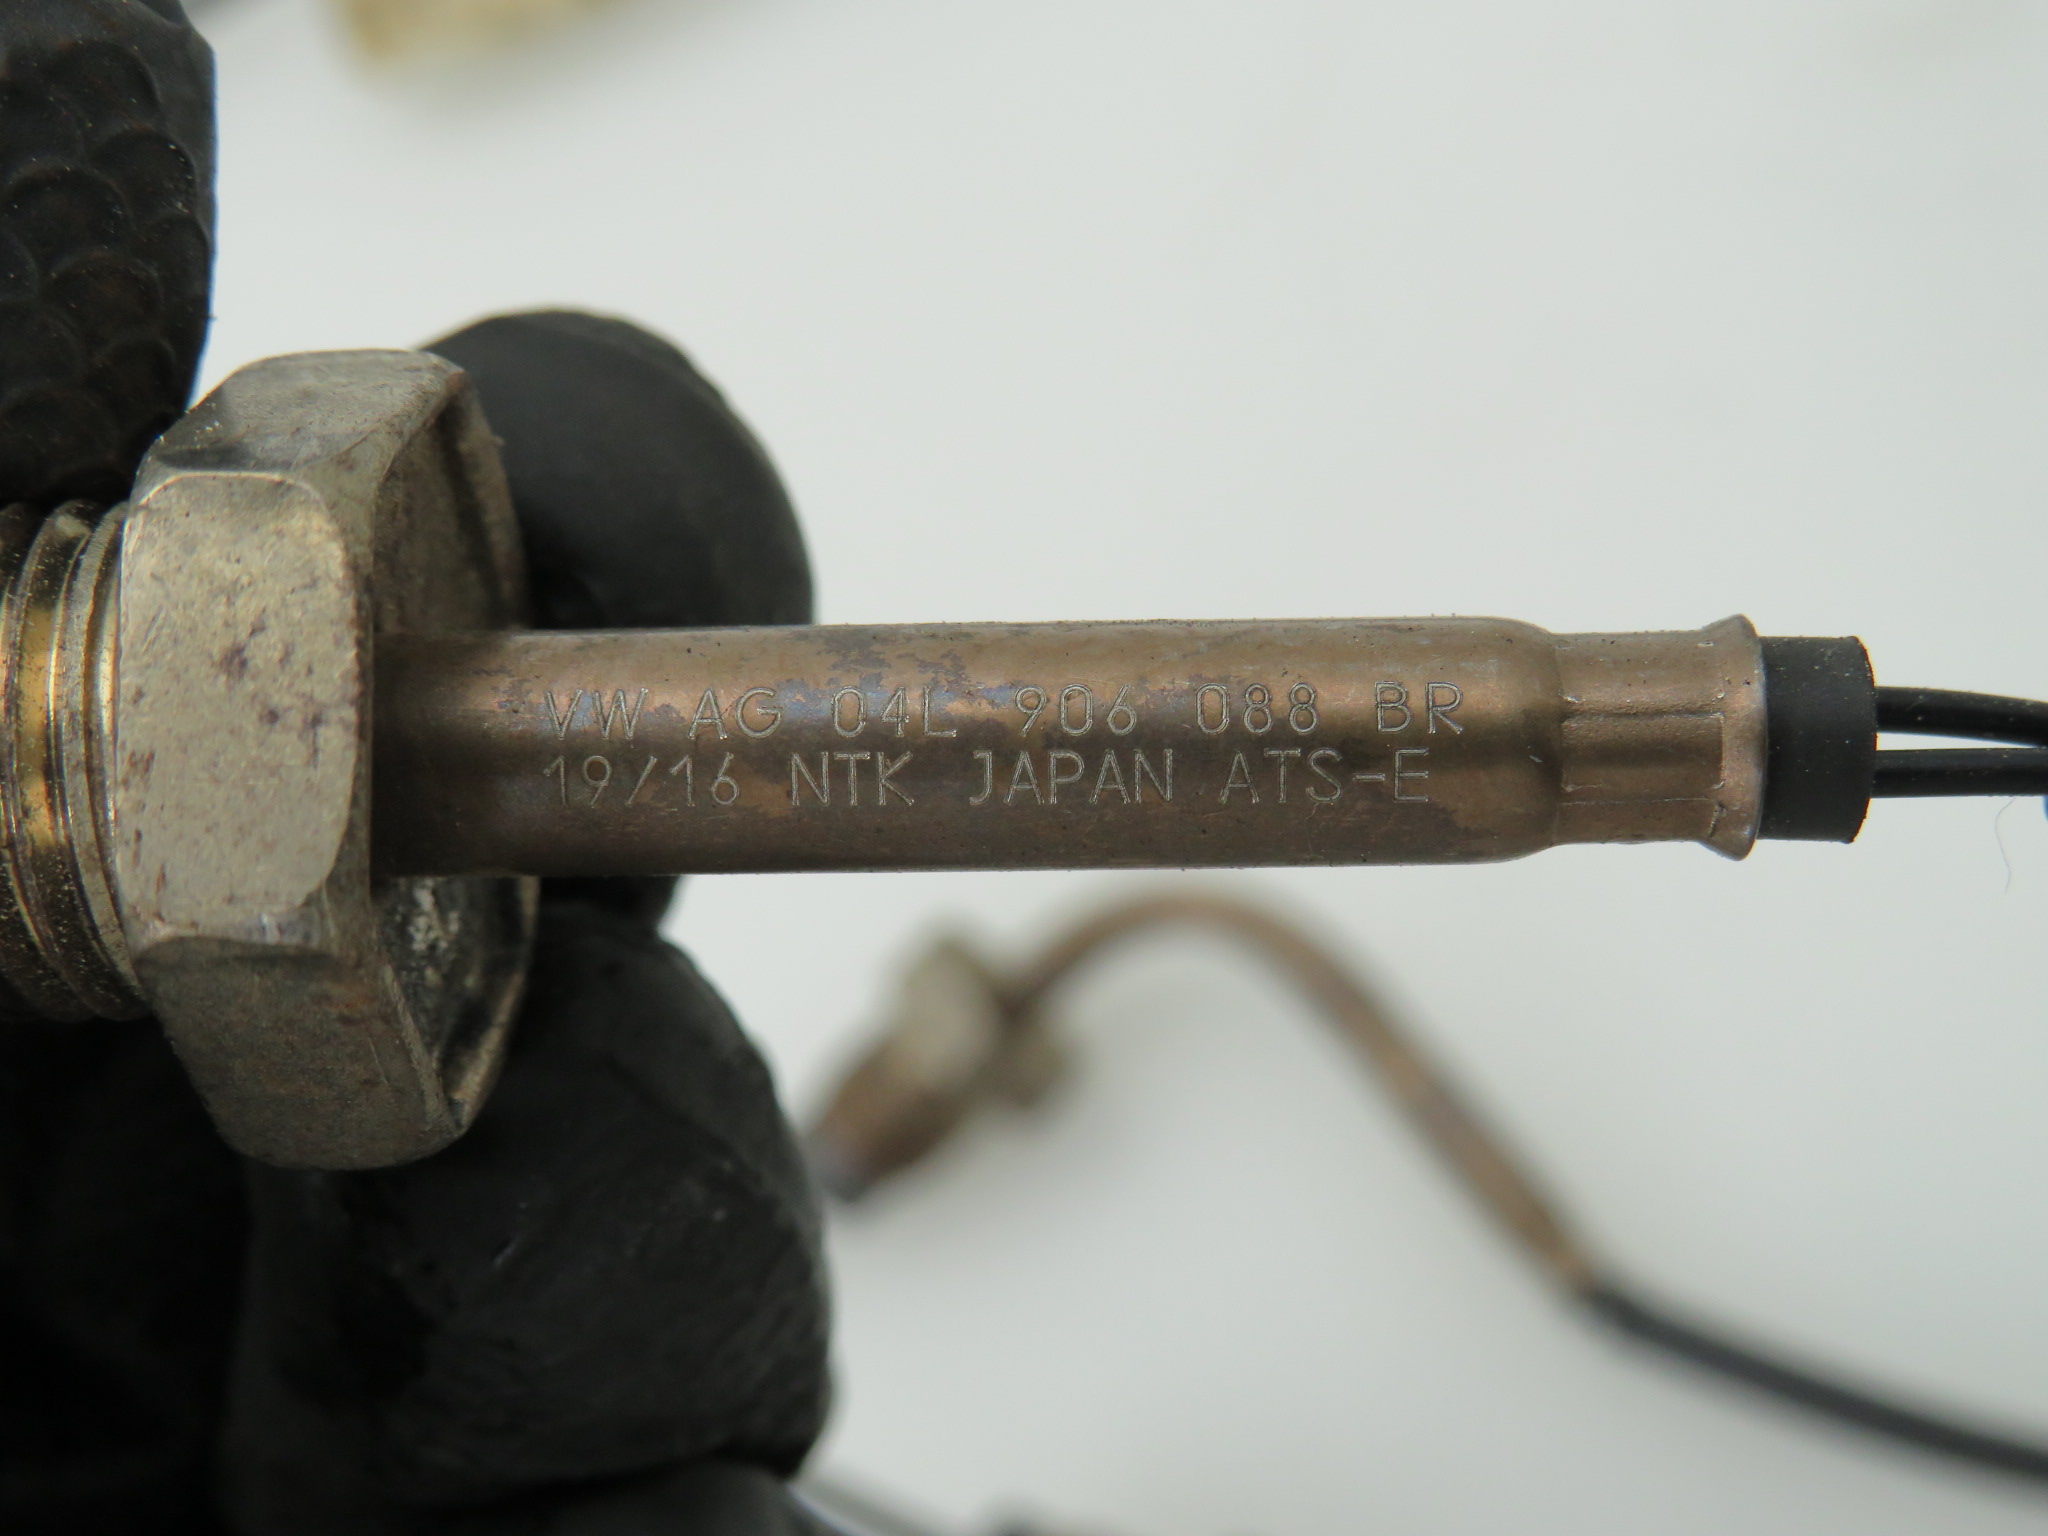 VW AG 04L 906 088 BR
19/16 NTK JAPAN ATS-E